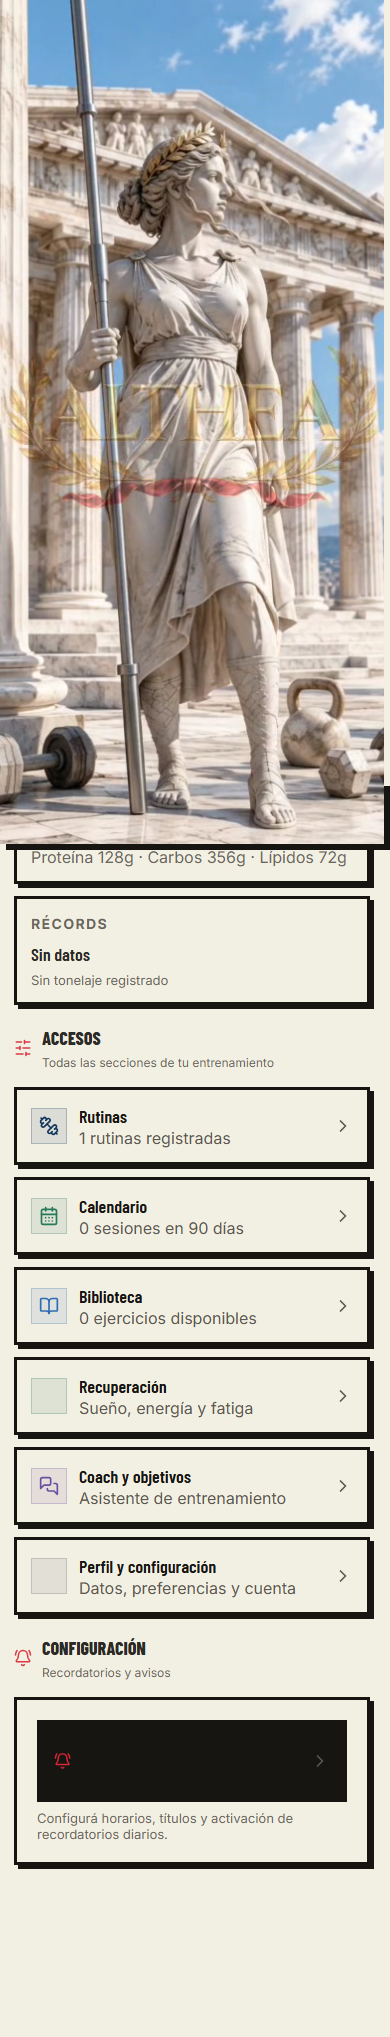 ALTHEA
Proteína 128g · Carbos 356g · Lípidos 72g
RÉCORDS
Sin datos
Sin tonelaje registrado
ACCESOS
Todas las secciones de tu entrenamiento
Rutinas
1 rutinas registradas
Calendario
0 sesiones en 90 días
Biblioteca
0 ejercicios disponibles
Recuperación
Sueño, energía y fatiga
Coach y objetivos
Asistente de entrenamiento
Perfil y configuración
Datos, preferencias y cuenta
CONFIGURACIÓN
Recordatorios y avisos
Configurá horarios, títulos y activación de
recordatorios diarios.